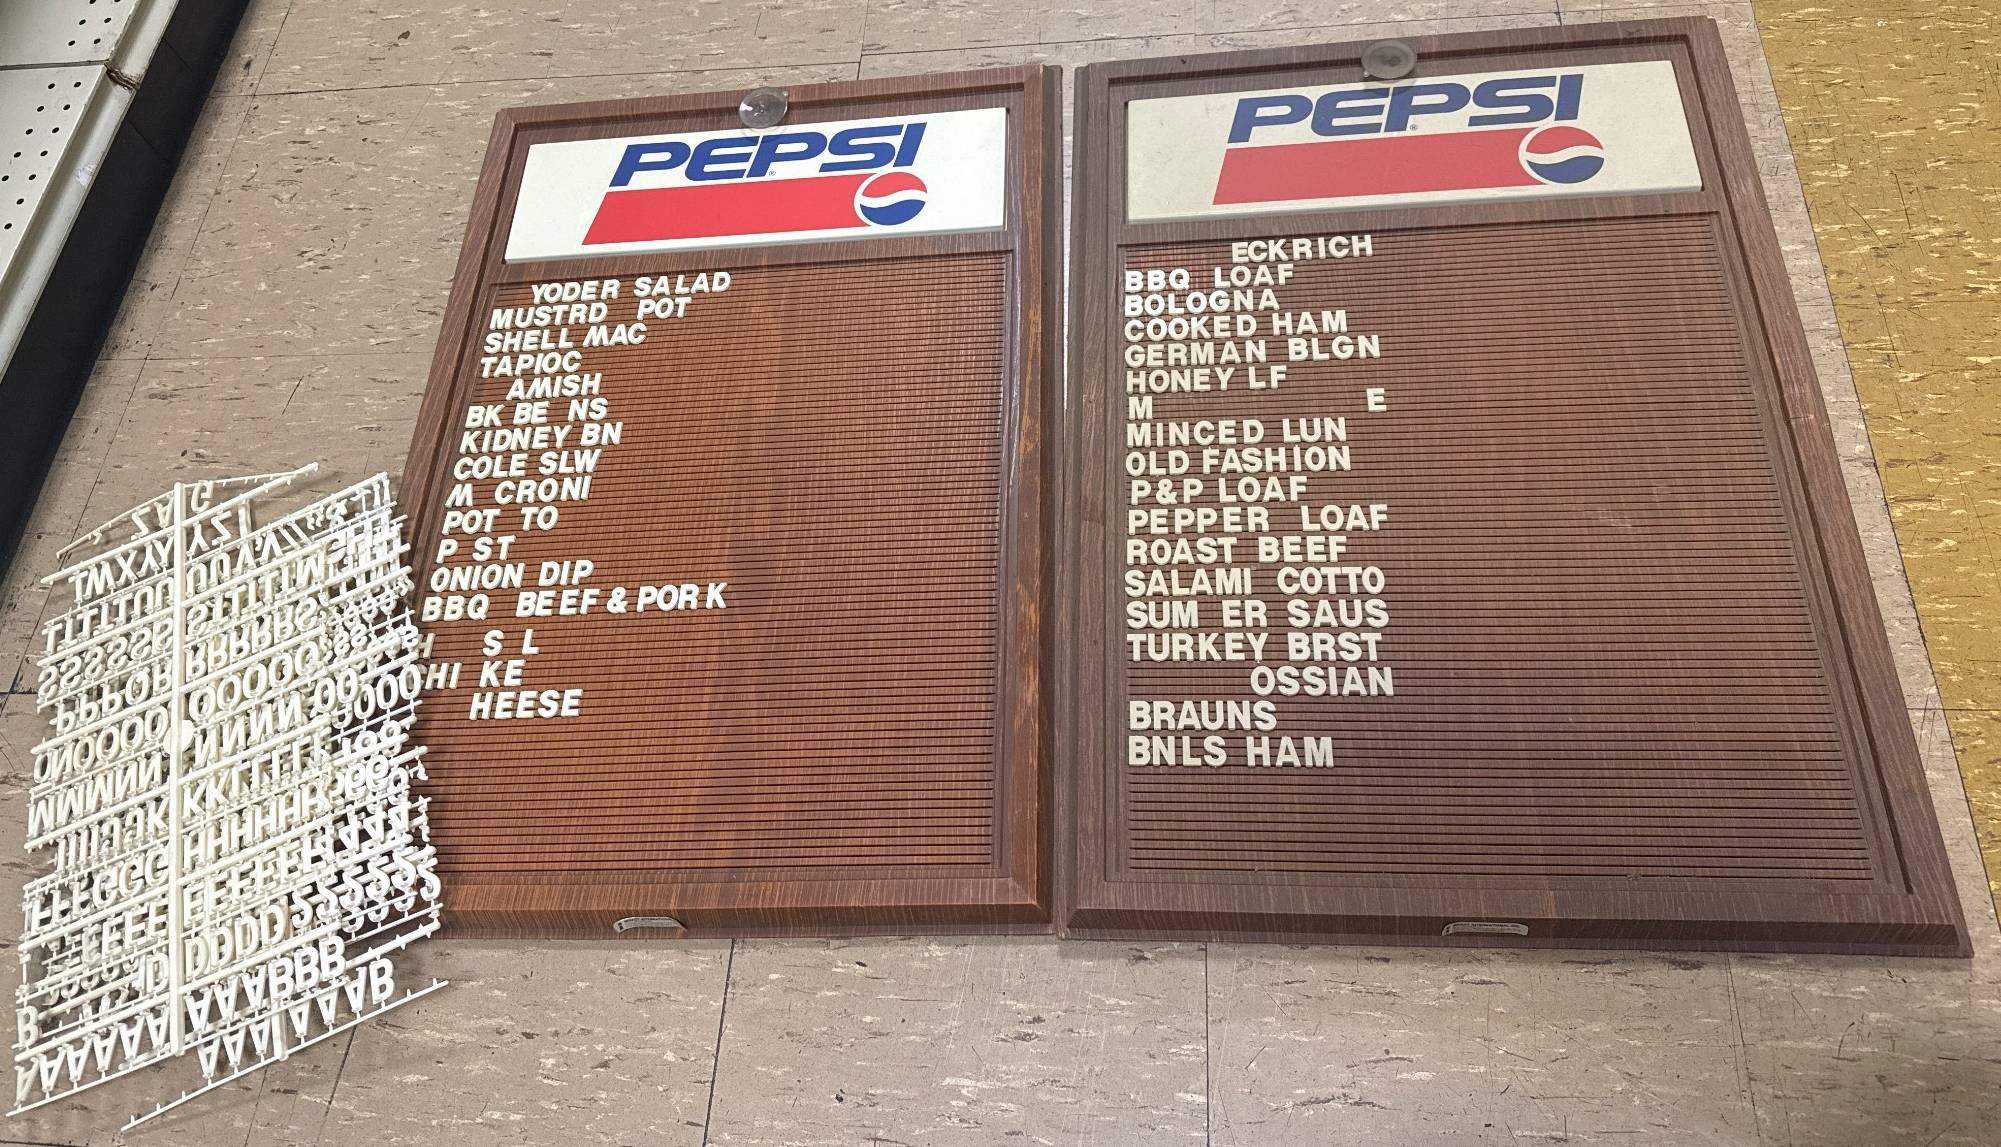 PEPSI
YODER SALAD
MUSTRD POT
SHELL MAC
TAPIOC
AMISH
BK BE NS
KIDNEY BN
COLE SLW
M CRONI
POT TO
P ST
ONION DIP
BBQ BEEF & PORK
H S L
HI KE
HEESE
PEPSI
ECKRICH
BBQ LOAF
BOLOGNA
COOKED HAM
GERMAN BLGN
HONEY LF
M E
MINCED LUN
OLD FASHION
P&P LOAF
PEPPER LOAF
ROAST BEEF
SALAMI COTTO
SUM ER SAUS
TURKEY BRST
OSSIAN
BRAUNS
BNLS HAM